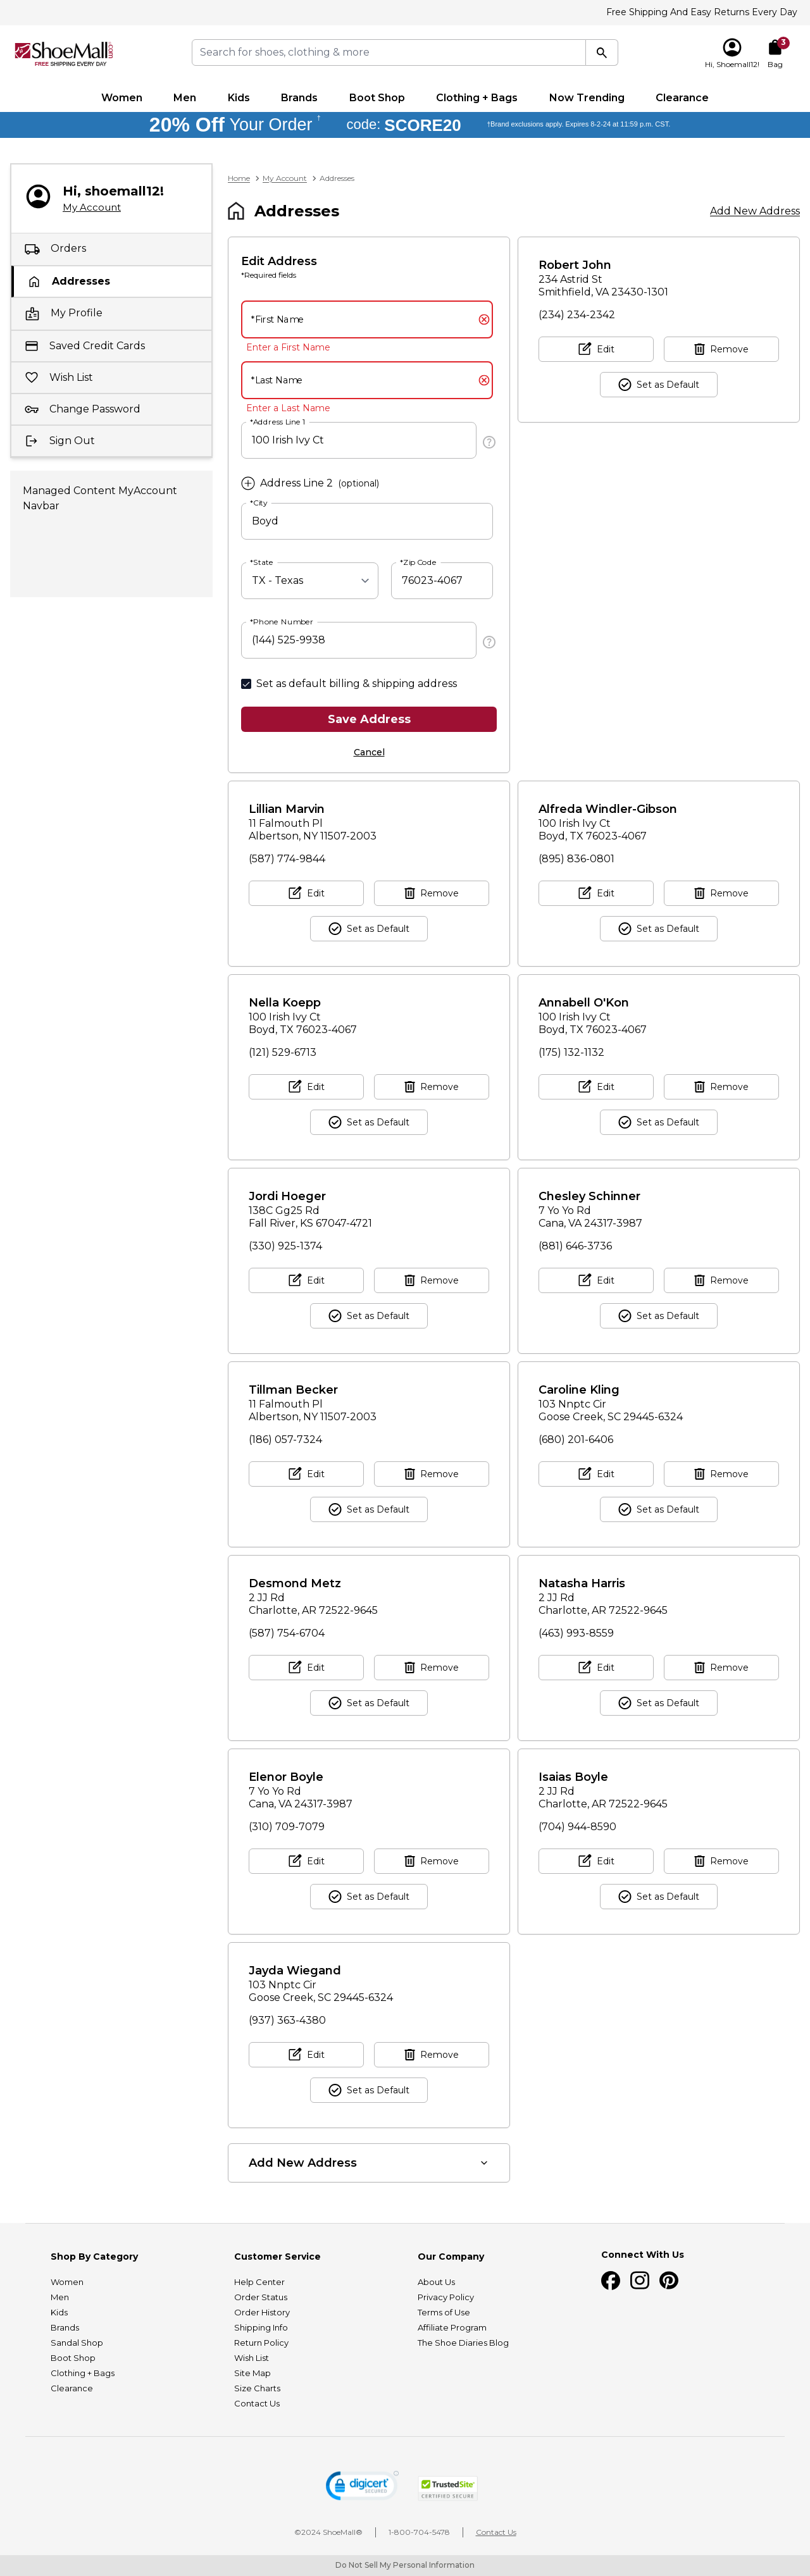 Free Shipping And Easy Returns Every Day
ShoeMall.com
FREE SHIPPING EVERY DAY
Search for shoes, clothing & more
Hi, Shoemall12!
3
Bag
Women Men Kids Brands Boot Shop Clothing + Bags Now Trending Clearance
20% Off Your Order † code: SCORE20 †Brand exclusions apply. Expires 8-2-24 at 11:59 p.m. CST.
Hi, shoemall12!
My Account
Orders
Addresses
My Profile
Saved Credit Cards
Wish List
Change Password
Sign Out
Managed Content MyAccount
Navbar
Home > My Account > Addresses
Addresses
Add New Address
Edit Address
*Required fields
*First Name
Enter a First Name
*Last Name
Enter a Last Name
*Address Line 1
100 Irish Ivy Ct
Address Line 2 (optional)
*City
Boyd
*State
TX - Texas
*Zip Code
76023-4067
*Phone Number
(144) 525-9938
Set as default billing & shipping address
Save Address
Cancel
Robert John
234 Astrid St
Smithfield, VA 23430-1301
(234) 234-2342
Edit
Remove
Set as Default
Lillian Marvin
11 Falmouth Pl
Albertson, NY 11507-2003
(587) 774-9844
Edit
Remove
Set as Default
Alfreda Windler-Gibson
100 Irish Ivy Ct
Boyd, TX 76023-4067
(895) 836-0801
Edit
Remove
Set as Default
Nella Koepp
100 Irish Ivy Ct
Boyd, TX 76023-4067
(121) 529-6713
Edit
Remove
Set as Default
Annabell O'Kon
100 Irish Ivy Ct
Boyd, TX 76023-4067
(175) 132-1132
Edit
Remove
Set as Default
Jordi Hoeger
138C Gg25 Rd
Fall River, KS 67047-4721
(330) 925-1374
Edit
Remove
Set as Default
Chesley Schinner
7 Yo Yo Rd
Cana, VA 24317-3987
(881) 646-3736
Edit
Remove
Set as Default
Tillman Becker
11 Falmouth Pl
Albertson, NY 11507-2003
(186) 057-7324
Edit
Remove
Set as Default
Caroline Kling
103 Nnptc Cir
Goose Creek, SC 29445-6324
(680) 201-6406
Edit
Remove
Set as Default
Desmond Metz
2 JJ Rd
Charlotte, AR 72522-9645
(587) 754-6704
Edit
Remove
Set as Default
Natasha Harris
2 JJ Rd
Charlotte, AR 72522-9645
(463) 993-8559
Edit
Remove
Set as Default
Elenor Boyle
7 Yo Yo Rd
Cana, VA 24317-3987
(310) 709-7079
Edit
Remove
Set as Default
Isaias Boyle
2 JJ Rd
Charlotte, AR 72522-9645
(704) 944-8590
Edit
Remove
Set as Default
Jayda Wiegand
103 Nnptc Cir
Goose Creek, SC 29445-6324
(937) 363-4380
Edit
Remove
Set as Default
Add New Address
Shop By Category
Women
Men
Kids
Brands
Sandal Shop
Boot Shop
Clothing + Bags
Clearance
Customer Service
Help Center
Order Status
Order History
Shipping Info
Return Policy
Wish List
Site Map
Size Charts
Contact Us
Our Company
About Us
Privacy Policy
Terms of Use
Affiliate Program
The Shoe Diaries Blog
Connect With Us
digicert
SECURED
TrustedSite
CERTIFIED SECURE
©2024 ShoeMall® | 1-800-704-5478 | Contact Us
Do Not Sell My Personal Information